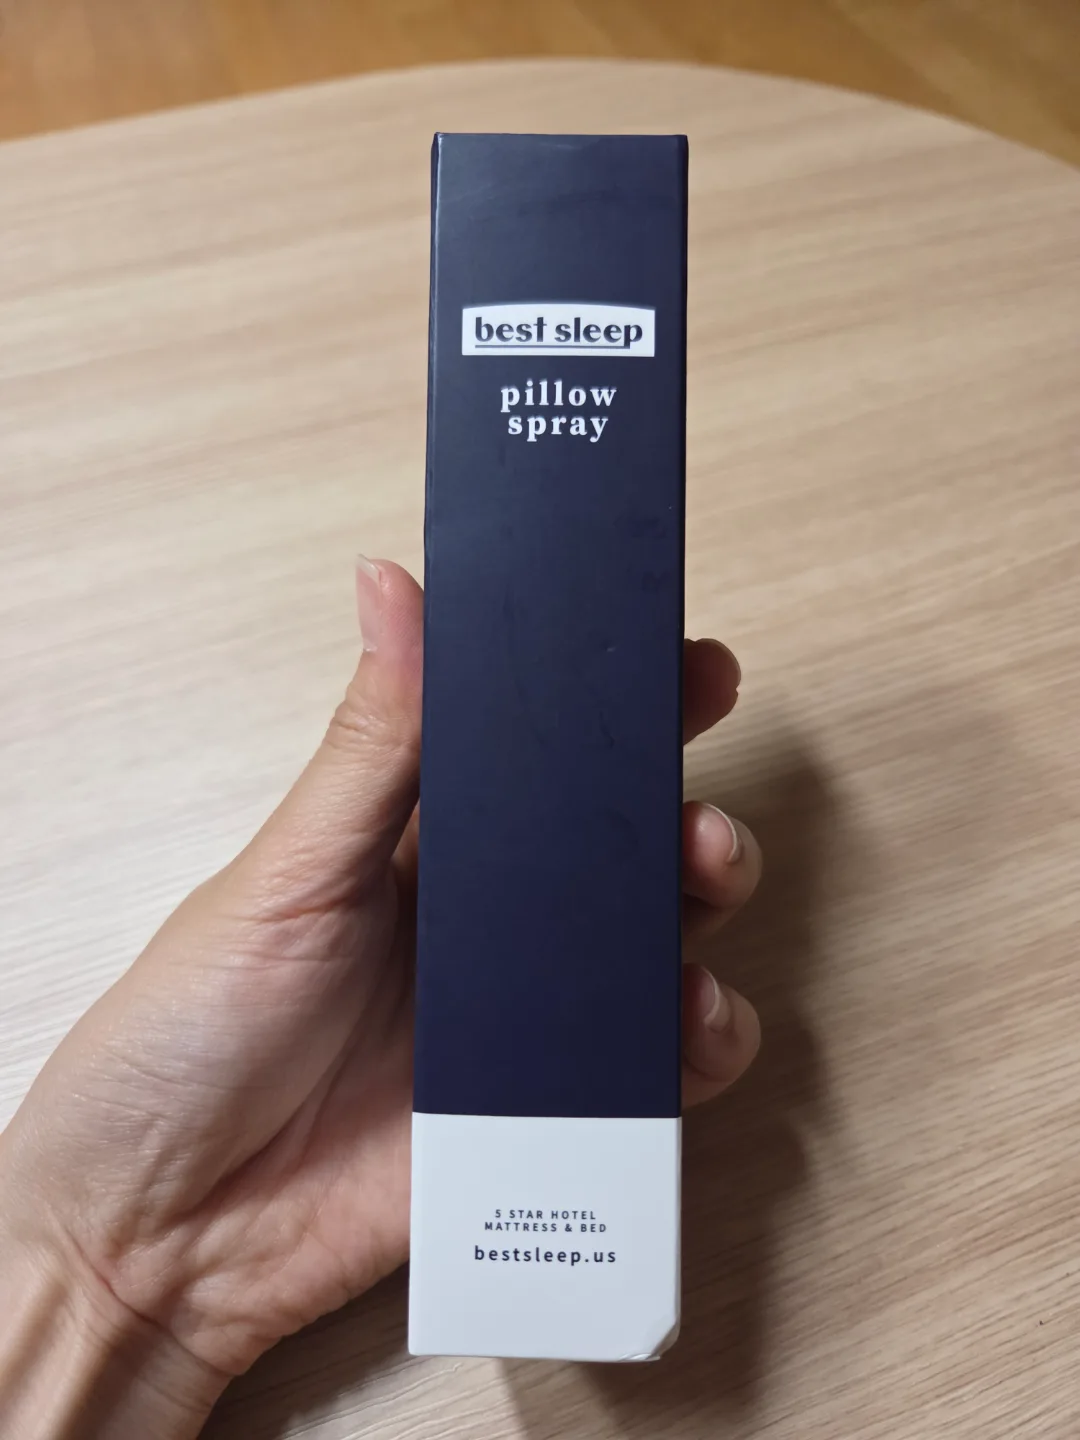 best sleep
pillow
spray
5 STAR HOTEL
MATTRESS & BED
bestsleep.us